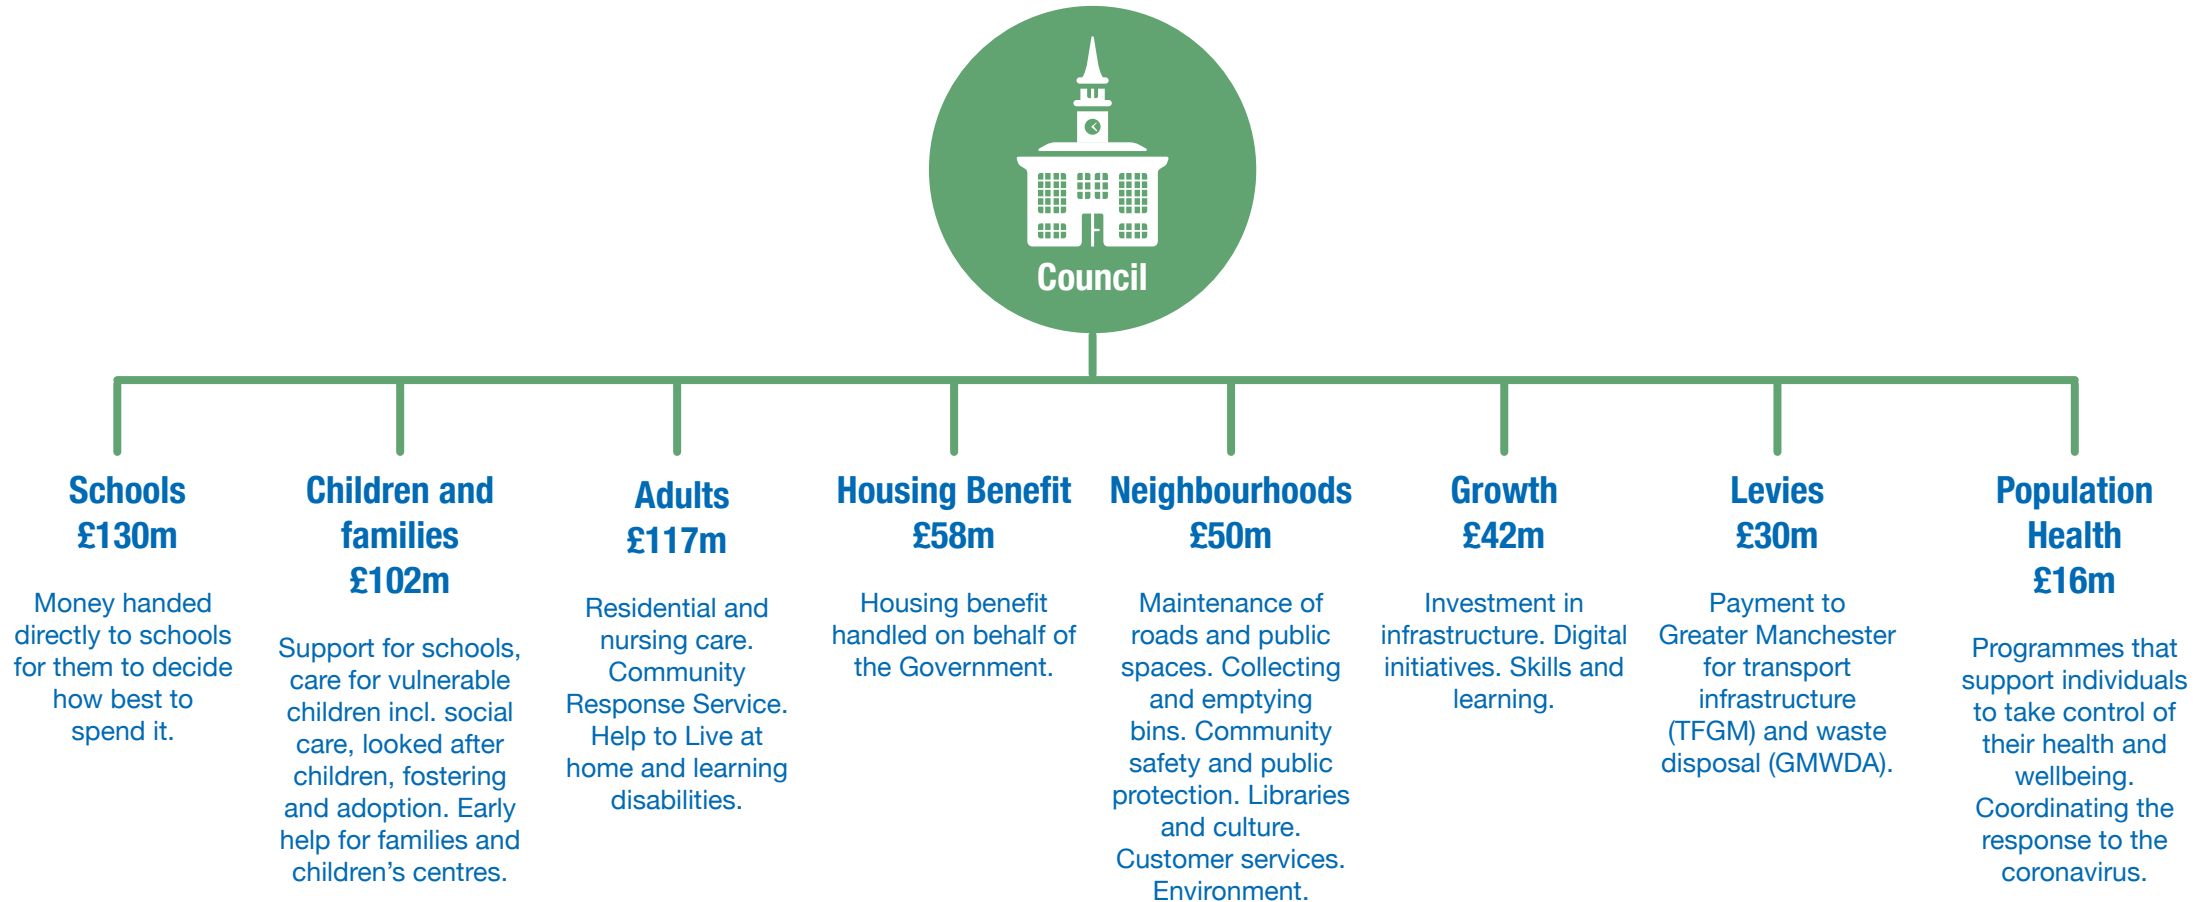 Council
Schools
£130m
Money handed
directly to schools
for them to decide
how best to
spend it.
Children and
families
£102m
Support for schools,
care for vulnerable
children incl. social
care, looked after
children, fostering
and adoption. Early
help for families and
children’s centres.
Adults
£117m
Residential and
nursing care.
Community
Response Service.
Help to Live at
home and learning
disabilities.
Housing Benefit
£58m
Housing benefit
handled on behalf of
the Government.
Neighbourhoods
£50m
Maintenance of
roads and public
spaces. Collecting
and emptying
bins. Community
safety and public
protection. Libraries
and culture.
Customer services.
Environment.
Growth
£42m
Investment in
infrastructure. Digital
initiatives. Skills and
learning.
Levies
£30m
Payment to
Greater Manchester
for transport
infrastructure
(TFGM) and waste
disposal (GMWDA).
Population
Health
£16m
Programmes that
support individuals
to take control of
their health and
wellbeing.
Coordinating the
response to the
coronavirus.